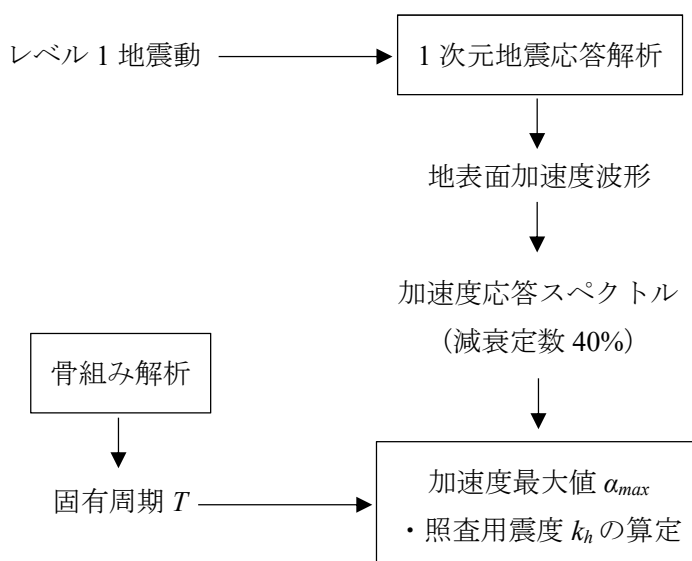 レベル 1 地震動
1 次元地震応答解析
地表面加速度波形
加速度応答スペクトル
（減衰定数 40%）
骨組み解析
固有周期 T
加速度最大値 αmax
・照査用震度 kh の算定